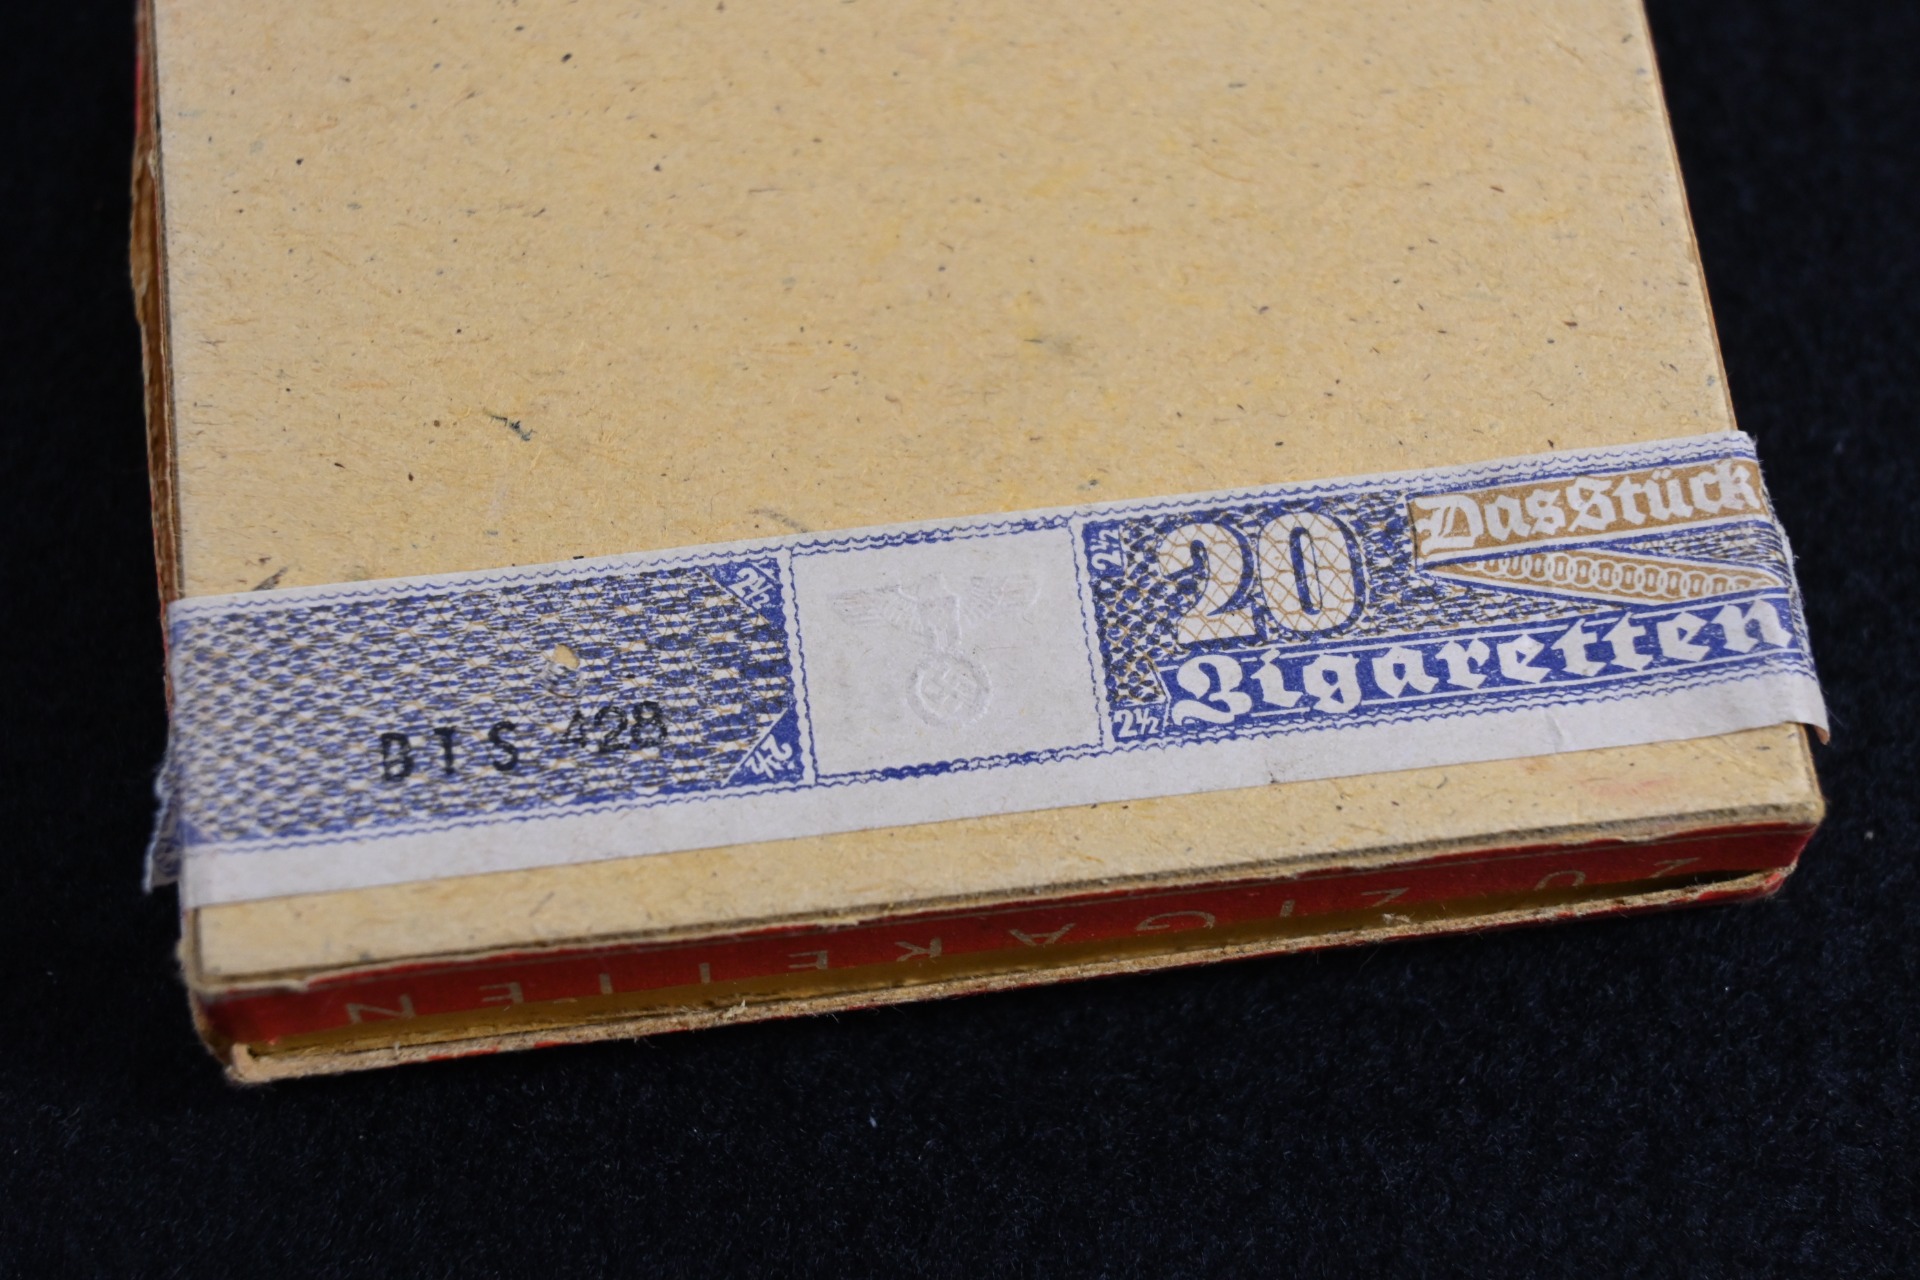 Das Stück
2½
20
2½
Zigaretten
2½
2½
BTS 428
ZIGARETTEN